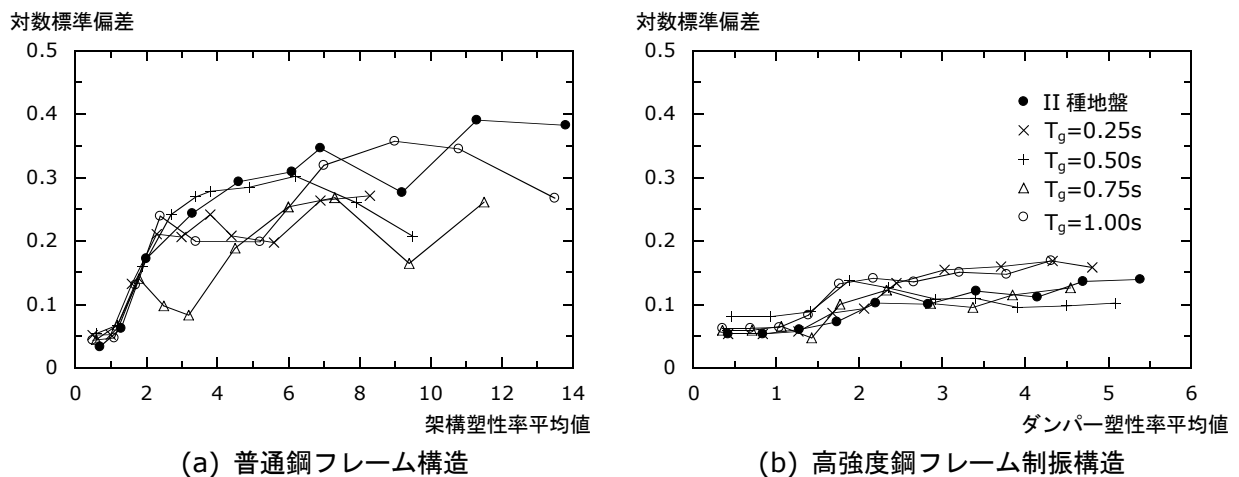 対数標準偏差
0.5
0.4
0.3
0.2
0.1
0
0 2 4 6 8 10 12 14
架構塑性率平均値
(a) 普通鋼フレーム構造
対数標準偏差
0.5
0.4
0.3
0.2
0.1
0
II 種地盤
Tg=0.25s
Tg=0.50s
Tg=0.75s
Tg=1.00s
0 1 2 3 4 5 6
ダンパー塑性率平均値
(b) 高強度鋼フレーム制振構造